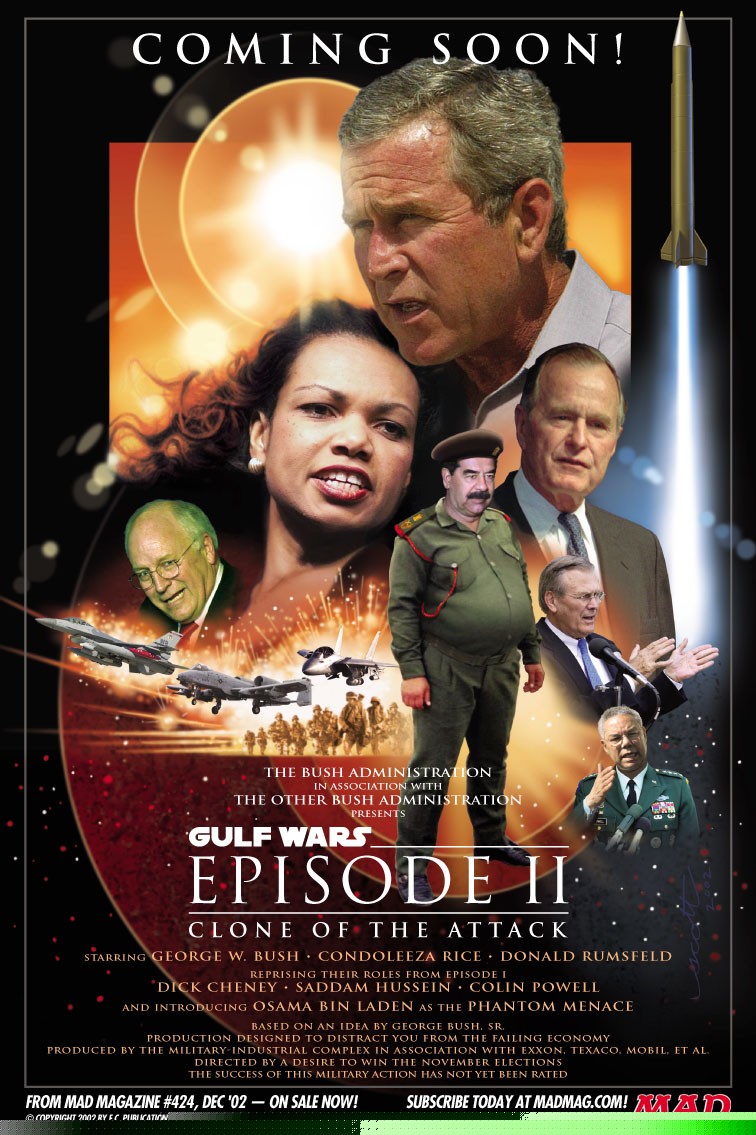 COMING SOON!
THE BUSH ADMINISTRATION
IN ASSOCIATION WITH
THE OTHER BUSH ADMINISTRATION
PRESENTS
GULF WARS
EPISODE II
CLONE OF THE ATTACK
STARRING GEORGE W. BUSH · CONDOLEEZA RICE · DONALD RUMSFELD
REPRISING THEIR ROLES FROM EPISODE I
DICK CHENEY · SADDAM HUSSEIN · COLIN POWELL
AND INTRODUCING OSAMA BIN LADEN AS THE PHANTOM MENACE
BASED ON AN IDEA BY GEORGE BUSH, SR.
PRODUCTION DESIGNED TO DISTRACT YOU FROM THE FAILING ECONOMY
PRODUCED BY THE MILITARY-INDUSTRIAL COMPLEX IN ASSOCIATION WITH EXXON, TEXACO, MOBIL, ET AL.
DIRECTED BY A DESIRE TO WIN THE NOVEMBER ELECTIONS
THE SUCCESS OF THIS MILITARY ACTION HAS NOT YET BEEN RATED
FROM MAD MAGAZINE #424, DEC '02 — ON SALE NOW! SUBSCRIBE TODAY AT MADMAG.COM! MAD
© COPYRIGHT 2002 BY E.C. PUBLICATION